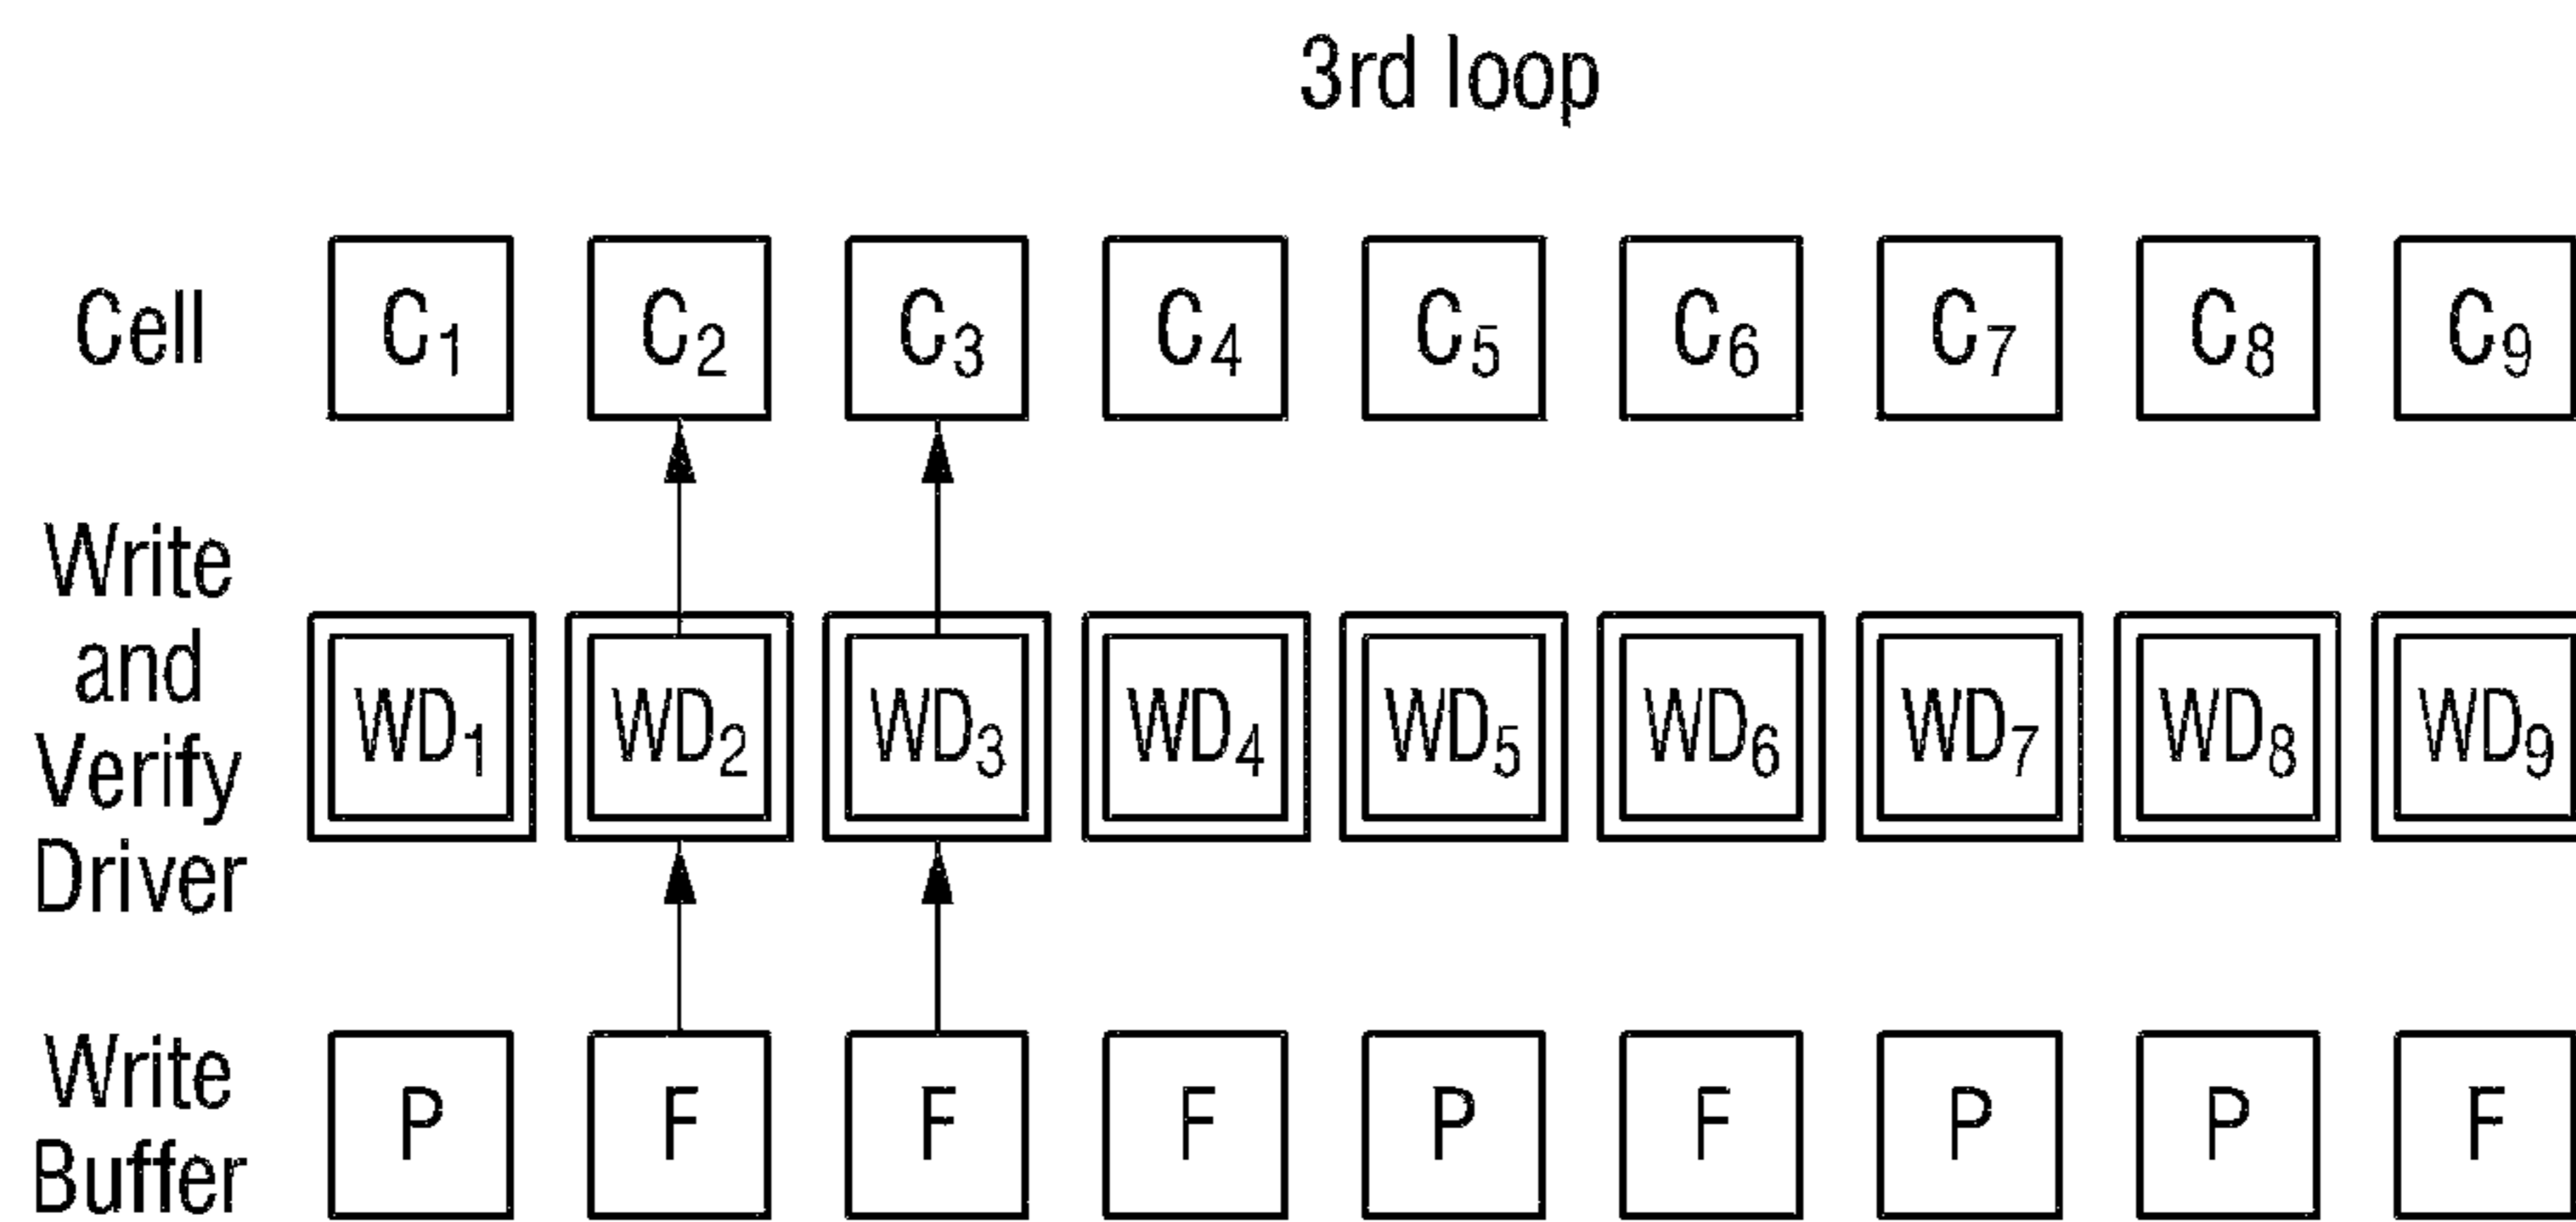 3rd loop
Cell C1 C2 C3 C4 C5 C6 C7 C8 C9
Write
and
Verify
Driver
WD1 WD2 WD3 WD4 WD5 WD6 WD7 WD8 WD9
Write
Buffer
P F F F P F P P F